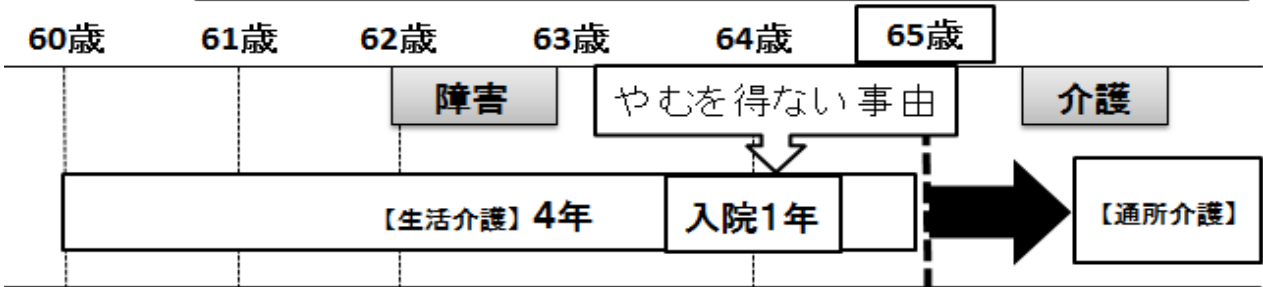 60歳 61歳 62歳 63歳 64歳 65歳
障害 やむを得ない事由 介護
【生活介護】4年 入院1年 【通所介護】